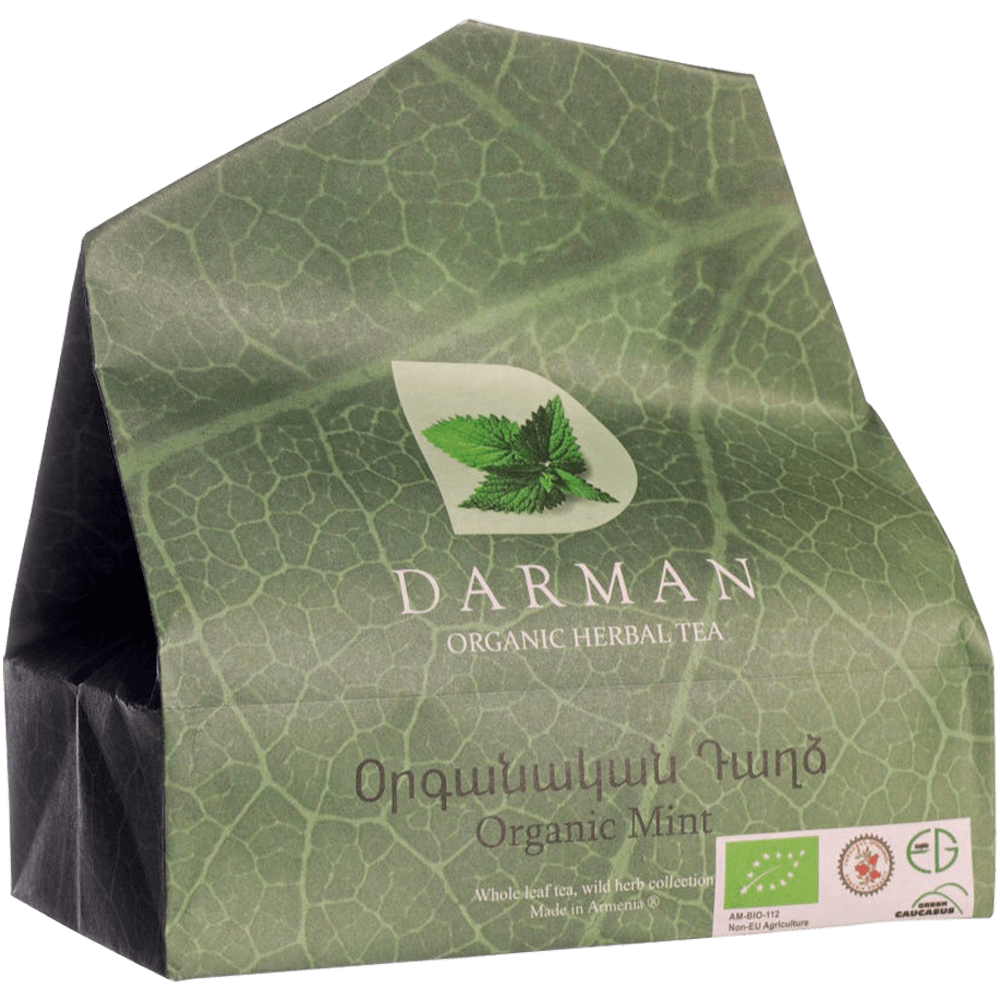 DARMAN
ORGANIC HERBAL TEA
Օրգանական Դաղձ
Organic Mint
Whole leaf tea, wild herb collection
Made in Armenia ®
AM-BIO-112
Non-EU Agriculture
EG
GREEN
CAUCASUS